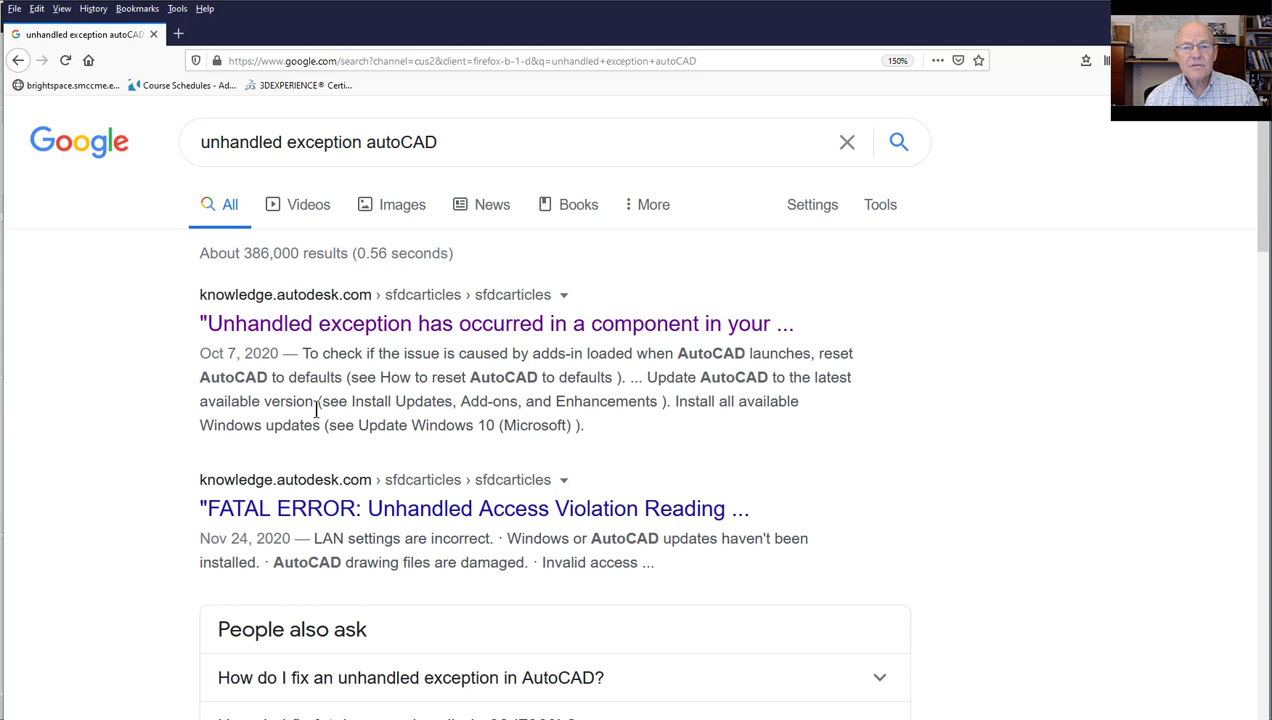 File Edit View History Bookmarks Tools Help
unhandled exception autoCAD
https://www.google.com/search?channel=cus2&client=firefox-b-1-d&q=unhandled+exception+autoCAD
150%
brightspace.smccme.e...
Course Schedules - Ad...
3DEXPERIENCE® Certi...
Google
unhandled exception autoCAD
All Videos Images News Books More Settings Tools
About 386,000 results (0.56 seconds)
knowledge.autodesk.com › sfdcarticles › sfdcarticles
"Unhandled exception has occurred in a component in your ...
Oct 7, 2020 — To check if the issue is caused by adds-in loaded when AutoCAD launches, reset
AutoCAD to defaults (see How to reset AutoCAD to defaults ). ... Update AutoCAD to the latest
available version (see Install Updates, Add-ons, and Enhancements ). Install all available
Windows updates (see Update Windows 10 (Microsoft) ).
knowledge.autodesk.com › sfdcarticles › sfdcarticles
"FATAL ERROR: Unhandled Access Violation Reading ...
Nov 24, 2020 — LAN settings are incorrect. · Windows or AutoCAD updates haven't been
installed. · AutoCAD drawing files are damaged. · Invalid access ...
People also ask
How do I fix an unhandled exception in AutoCAD?